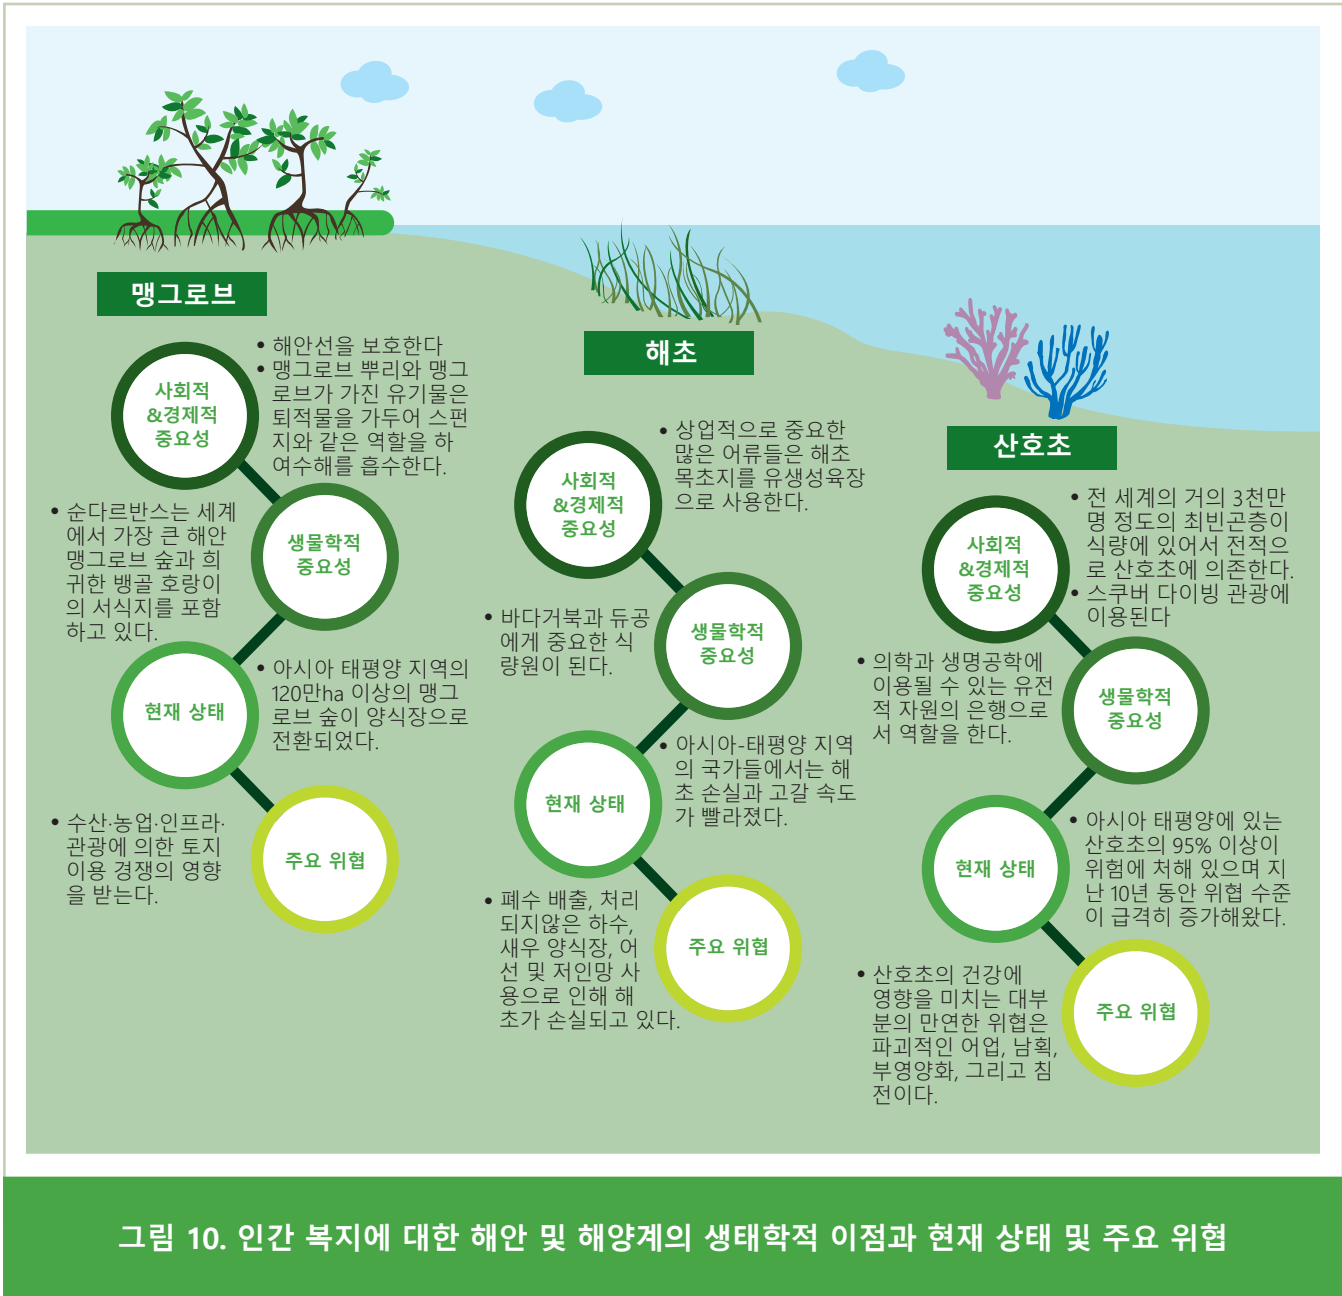 맹그로브
사회적
&경제적
중요성
• 해안선을 보호한다
• 맹그로브 뿌리와 맹그
로브가 가진 유기물은
퇴적물을 가두어 스펀
지와 같은 역할을 하
여수해를 흡수한다.
생물학적
중요성
• 순다르반스는 세계
에서 가장 큰 해안
맹그로브 숲과 희
귀한 뱅골 호랑이
의 서식지를 포함
하고 있다.
현재 상태
• 아시아 태평양 지역의
120만ha 이상의 맹그
로브 숲이 양식장으로
전환되었다.
주요 위협
• 수산·농업·인프라·
관광에 의한 토지
이용 경쟁의 영향
을 받는다.
해초
사회적
&경제적
중요성
• 상업적으로 중요한
많은 어류들은 해초
목초지를 유생성육장
으로 사용한다.
생물학적
중요성
• 바다거북과 듀공
에게 중요한 식
량원이 된다.
현재 상태
• 아시아-태평양 지역
의 국가들에서는 해
초 손실과 고갈 속도
가 빨라졌다.
주요 위협
• 폐수 배출, 처리
되지않은 하수,
새우 양식장, 어
선 및 저인망 사
용으로 인해 해
초가 손실되고 있다.
산호초
사회적
&경제적
중요성
• 전 세계의 거의 3천만
명 정도의 최빈곤층이
식량에 있어서 전적으
로 산호초에 의존한다.
• 스쿠버 다이빙 관광에
이용된다
생물학적
중요성
• 의학과 생명공학에
이용될 수 있는 유전
적 자원의 은행으로
서 역할을 한다.
현재 상태
• 아시아 태평양에 있는
산호초의 95% 이상이
위험에 처해 있으며 지
난 10년 동안 위협 수준
이 급격히 증가해왔다.
주요 위협
• 산호초의 건강에
영향을 미치는 대부
분의 만연한 위협은
파괴적인 어업, 남획,
부영양화, 그리고 침
전이다.
그림 10. 인간 복지에 대한 해안 및 해양계의 생태학적 이점과 현재 상태 및 주요 위협